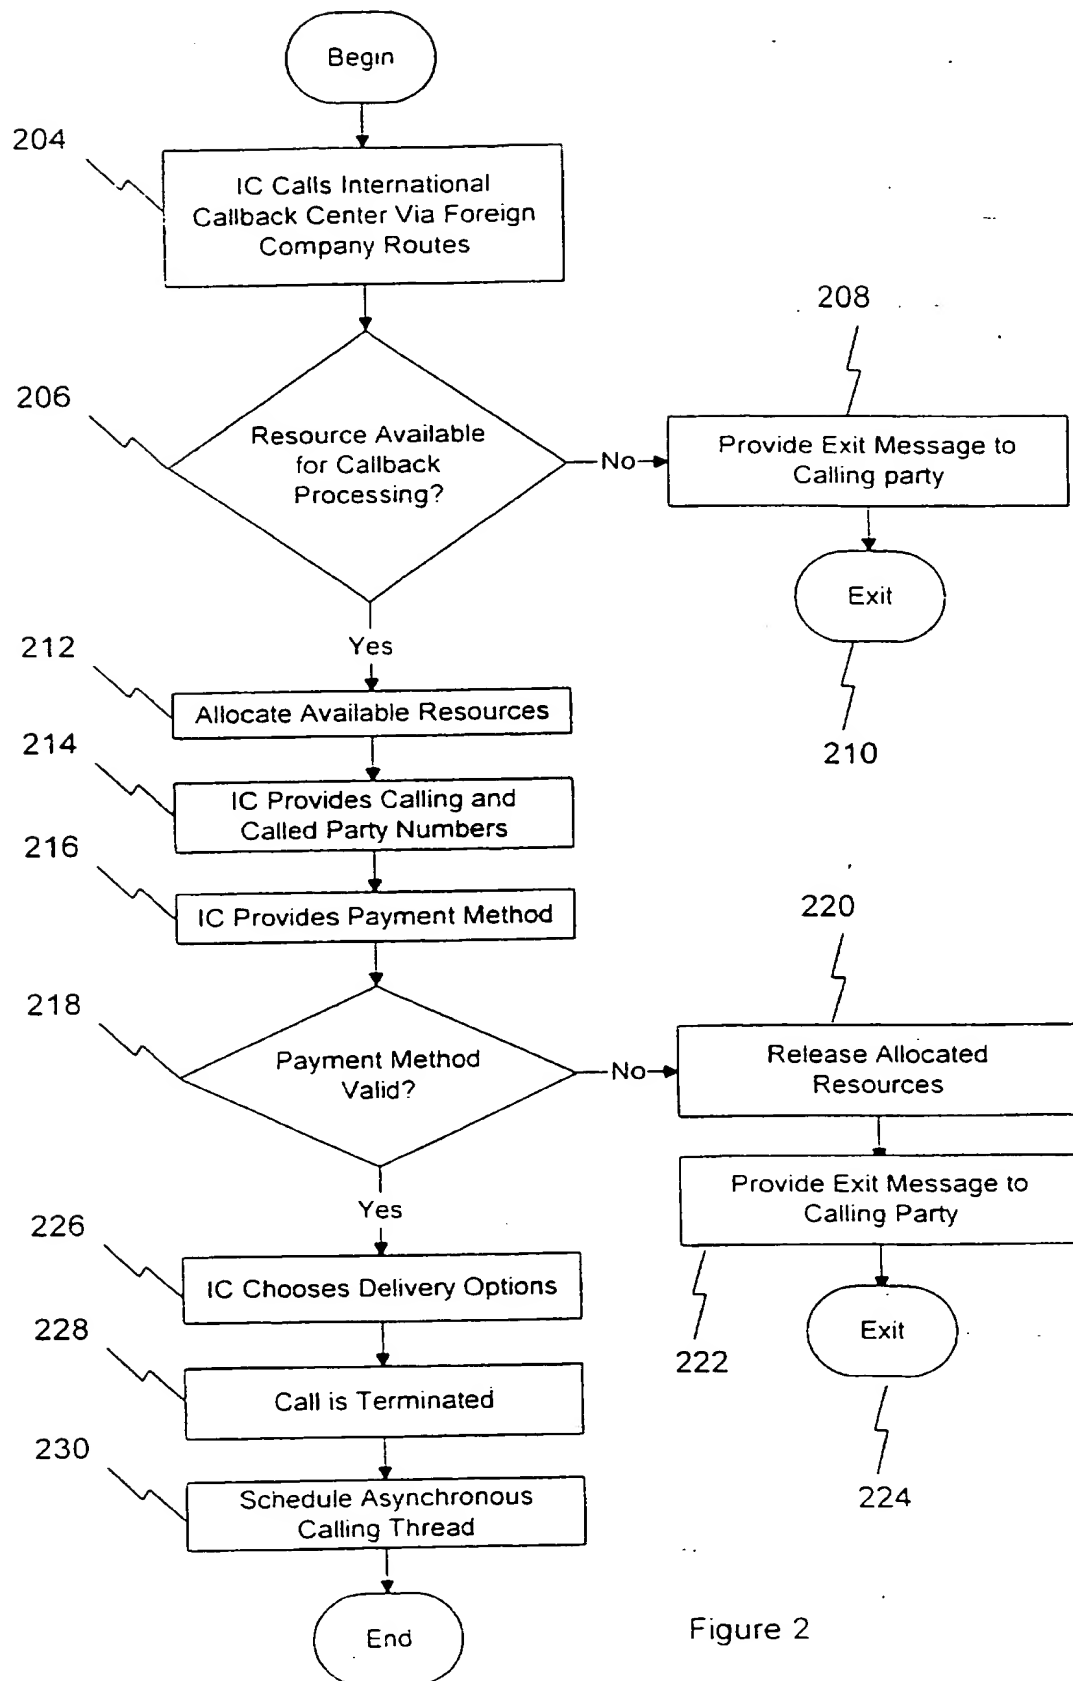 Begin
204
IC Calls International
Callback Center Via Foreign
Company Routes
208
206
Resource Available
for Callback
Processing?
No
Provide Exit Message to
Calling party
Exit
210
Yes
212
Allocate Available Resources
214
IC Provides Calling and
Called Party Numbers
216
IC Provides Payment Method
220
218
Payment Method
Valid?
No
Release Allocated
Resources
Provide Exit Message to
Calling Party
222
Exit
224
Yes
226
IC Chooses Delivery Options
228
Call is Terminated
230
Schedule Asynchronous
Calling Thread
End
Figure 2